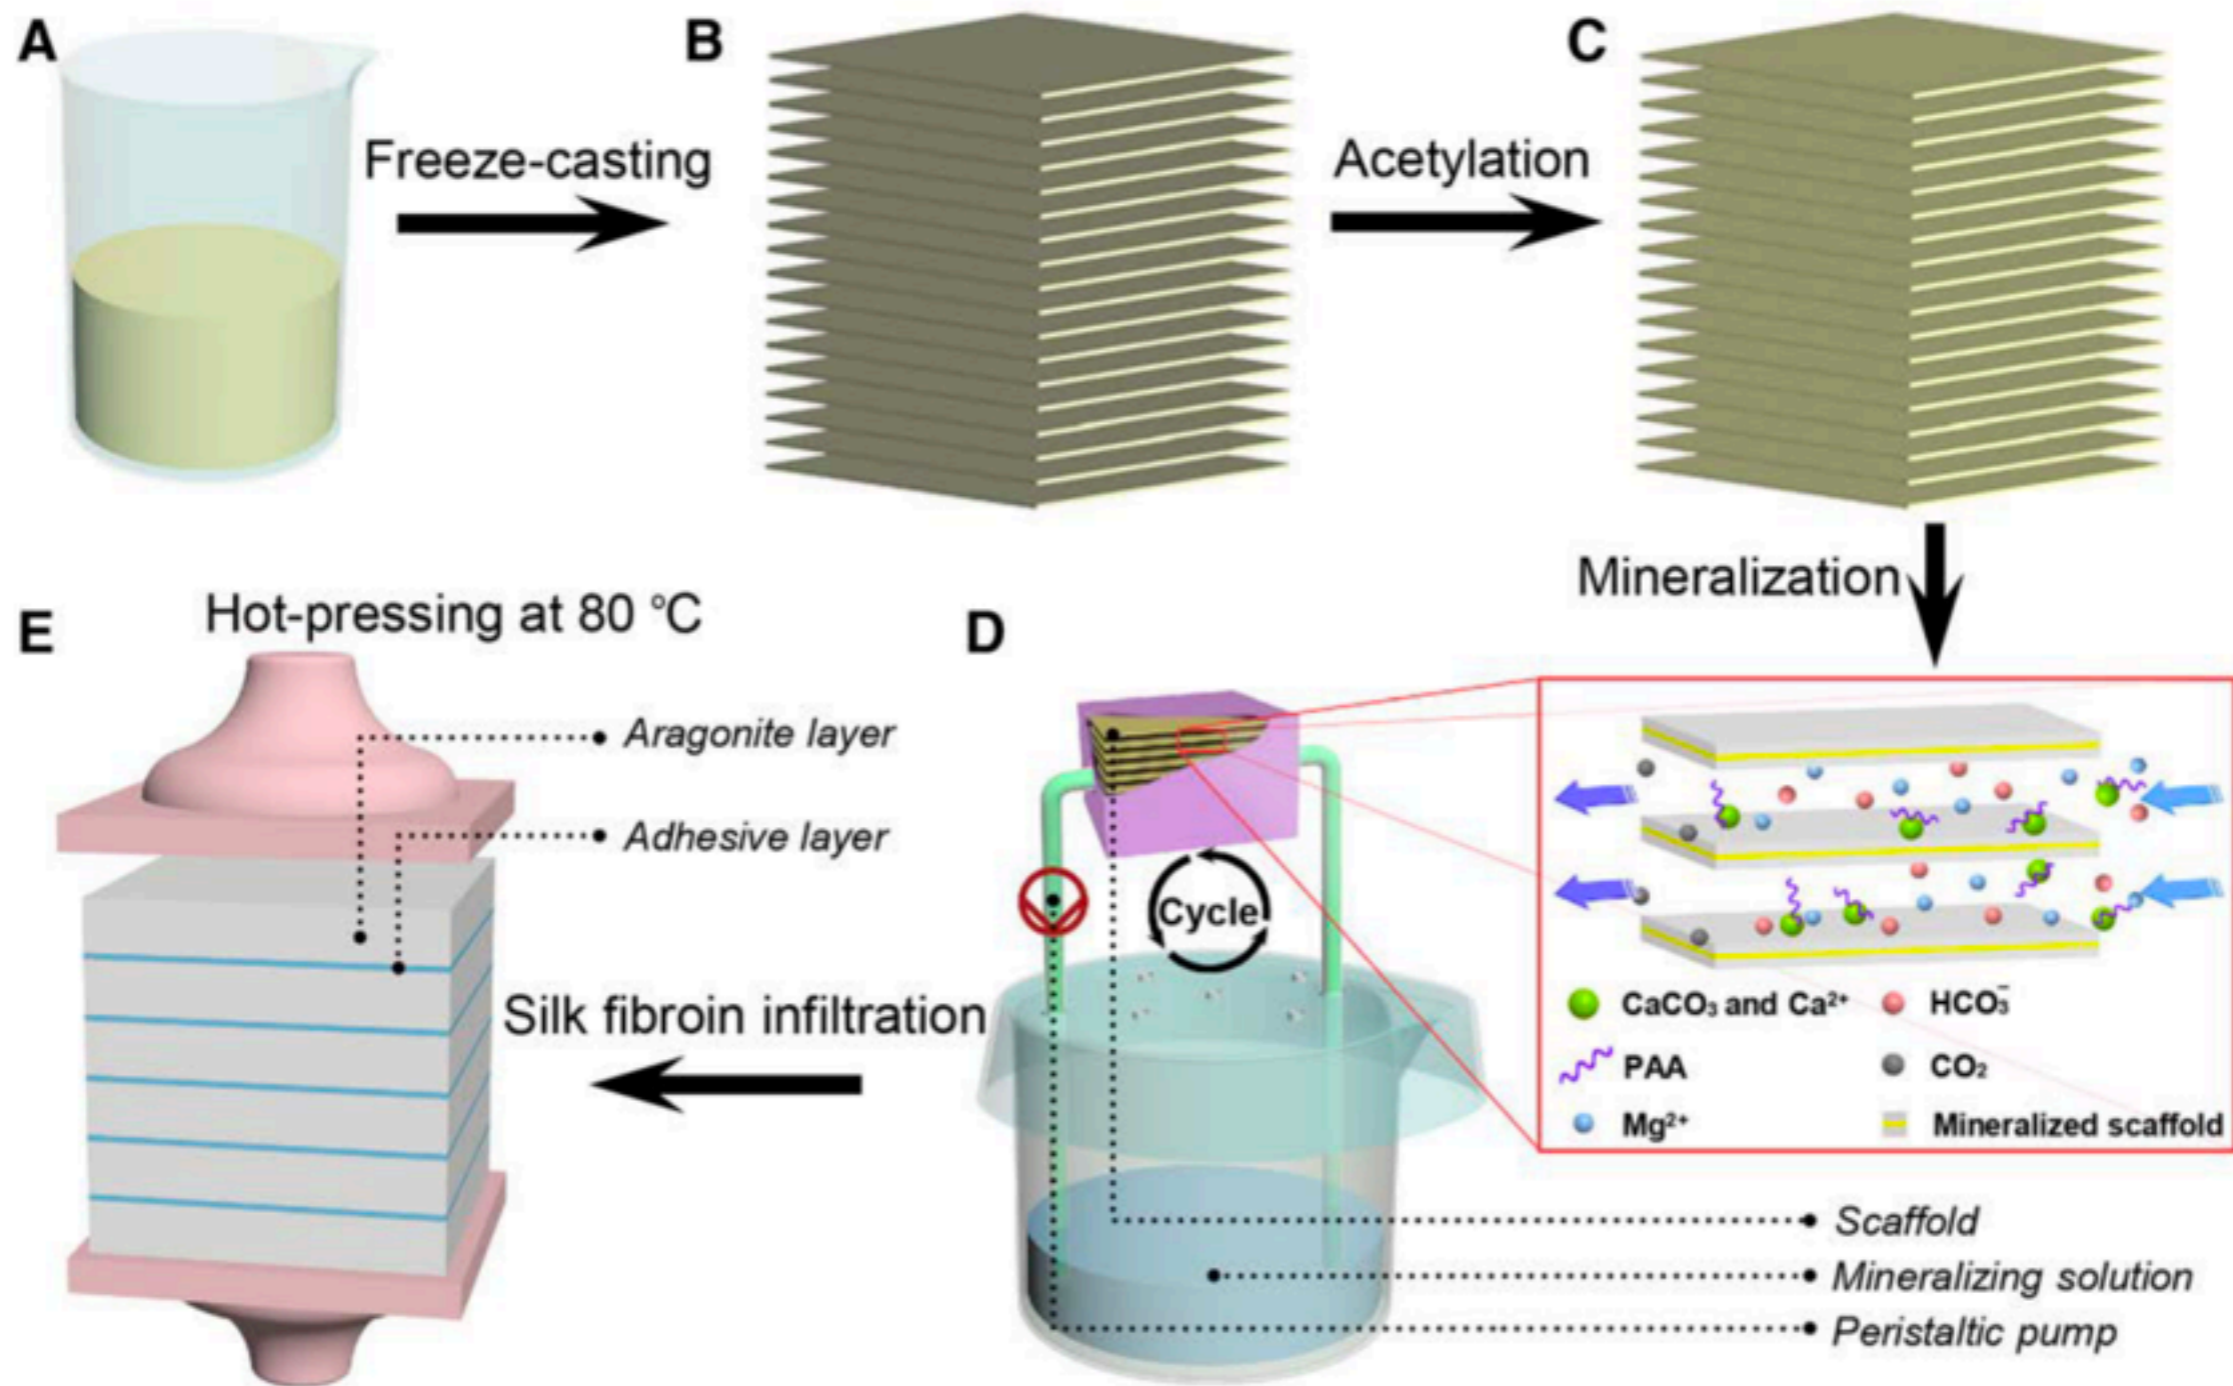 A
B
C
Freeze-casting
Acetylation
Mineralization
E
Hot-pressing at 80 °C
D
Aragonite layer
Adhesive layer
Cycle
Silk fibroin infiltration
CaCO₃ and Ca²⁺
HCO₃⁻
PAA
CO₂
Mg²⁺
Mineralized scaffold
Scaffold
Mineralizing solution
Peristaltic pump